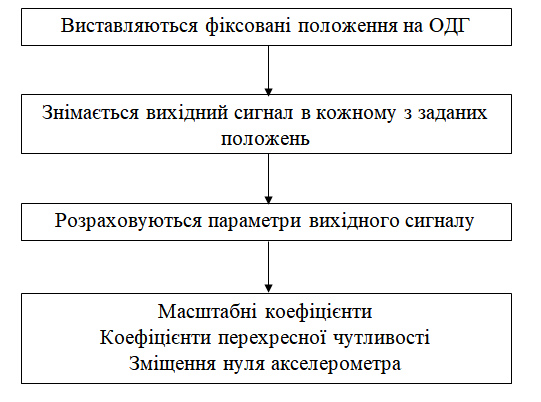 Виставляються фіксовані положення на ОДГ
Знімається вихідний сигнал в кожному з заданих
положень
Розраховуються параметри вихідного сигналу
Масштабні коефіцієнти
Коефіцієнти перехресної чутливості
Зміщення нуля акселерометра